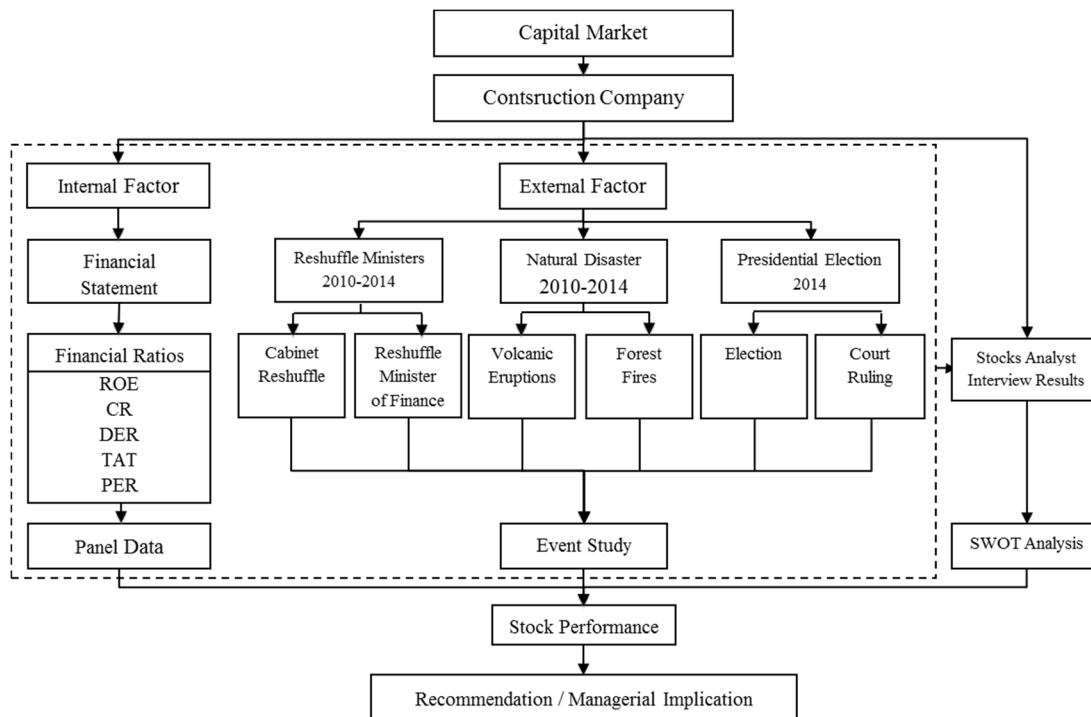 Capital Market
Contsruction Company
Internal Factor
External Factor
Financial
Statement
Reshuffle Ministers
2010-2014
Natural Disaster
2010-2014
Presidential Election
2014
Financial Ratios
ROE
CR
DER
TAT
PER
Cabinet
Reshuffle
Reshuffle
Minister
of Finance
Volcanic
Eruptions
Forest
Fires
Election
Court
Ruling
Stocks Analyst
Interview Results
Panel Data
Event Study
SWOT Analysis
Stock Performance
Recommendation / Managerial Implication